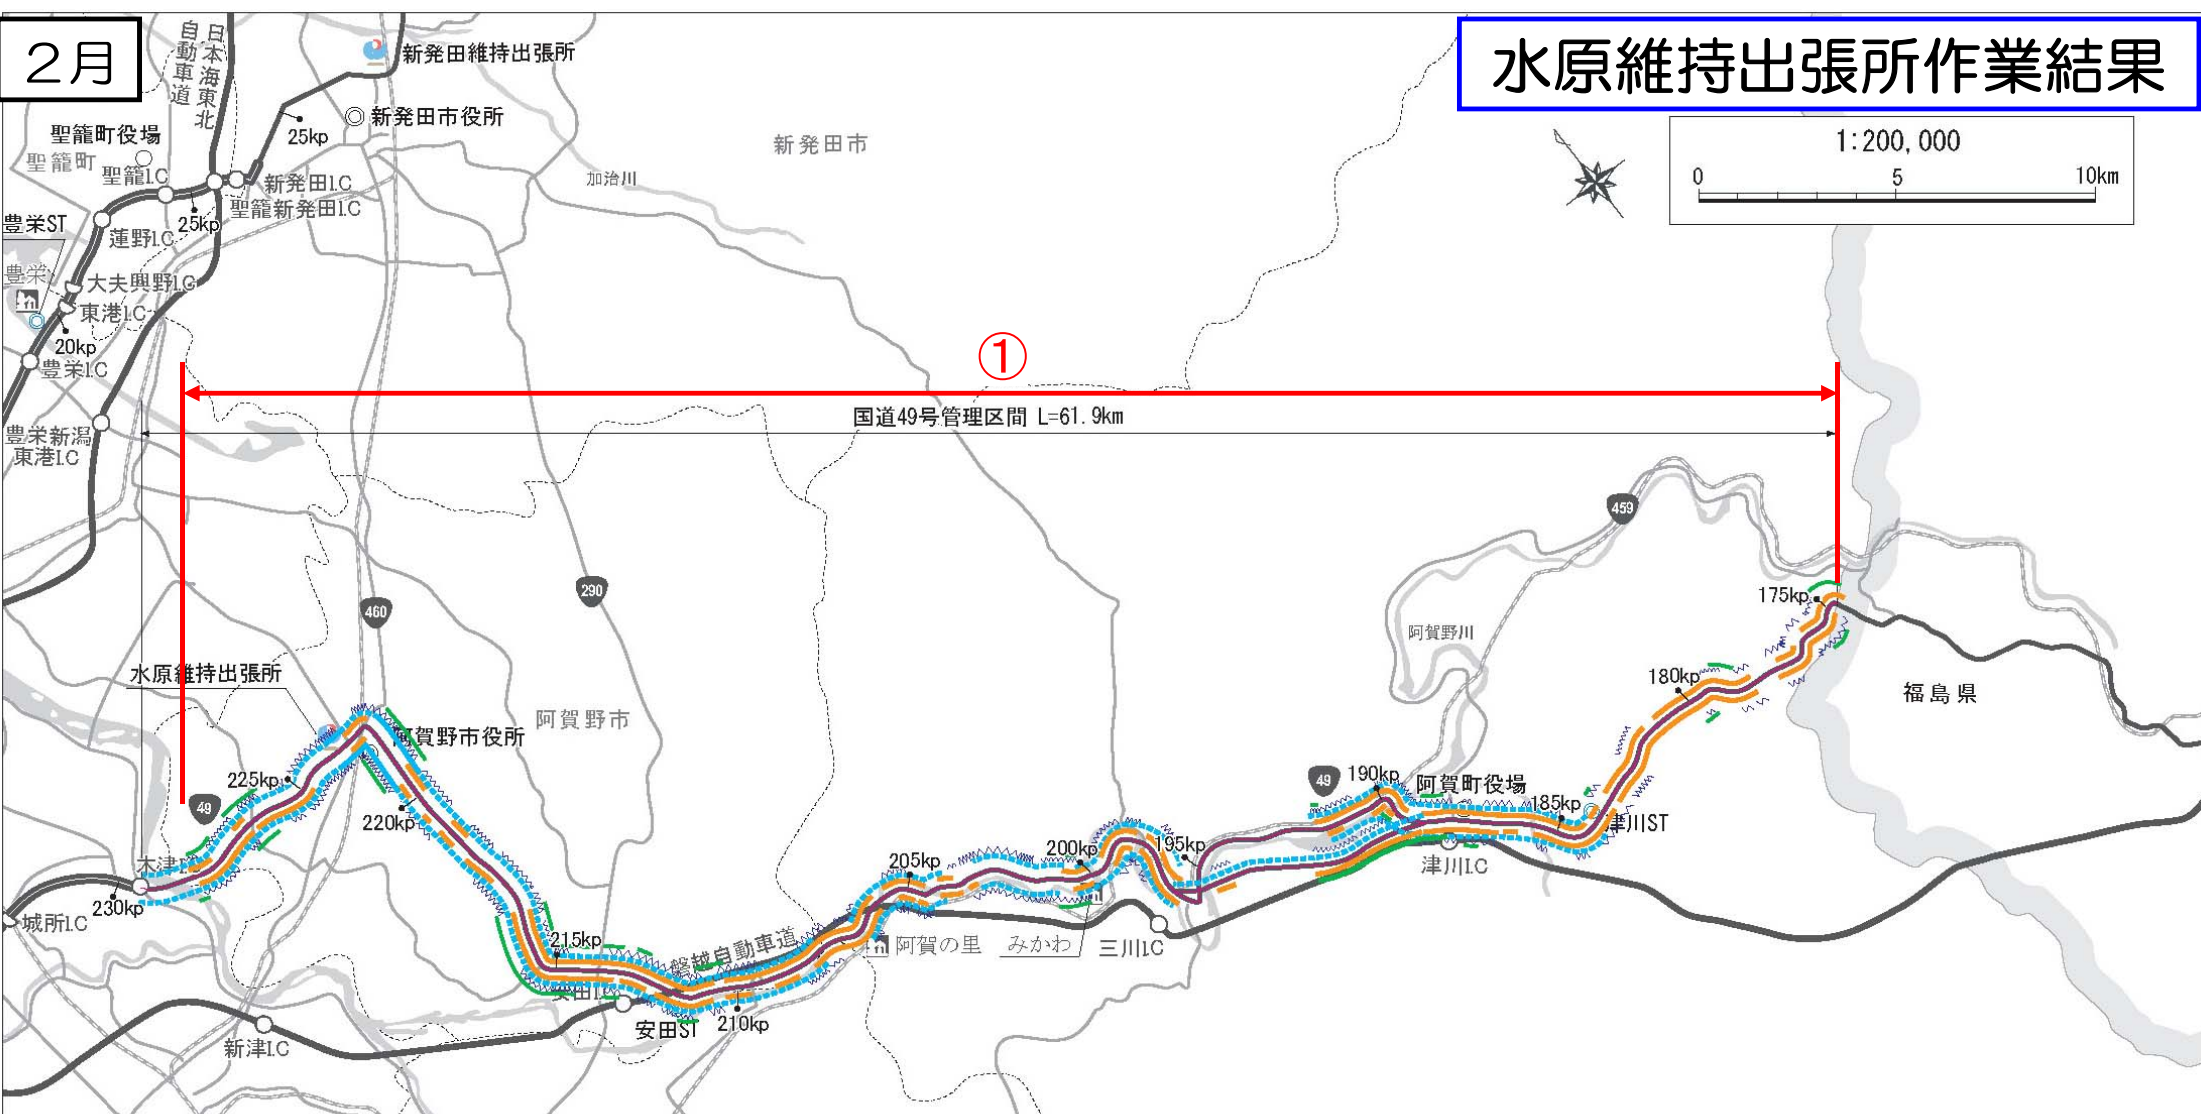 2月
水原維持出張所作業結果
日本海東北
自動車道
新発田維持出張所
新発田市役所
25kp
聖籠町役場
聖籠町
聖籠I.C
新発田I.C
聖籠新発田I.C
25kp
蓮野I.C
豊栄ST
豊栄
大夫興野I.C
東港I.C
20kp
豊栄I.C
豊栄新潟
東港I.C
新発田市
加治川
1:200,000
0
5
10km
①
国道49号管理区間 L=61.9km
459
290
460
175kp
阿賀野川
水原維持出張所
180kp
福島県
阿賀野市
阿賀野市役所
225kp
49
220kp
49
190kp
阿賀町役場
185kp
津川ST
津川I.C
195kp
200kp
205kp
230kp
城所I.C
215kp
磐越自動車道
阿賀の里
みかわ
三川I.C
安田I.C
安田ST
210kp
新津I.C